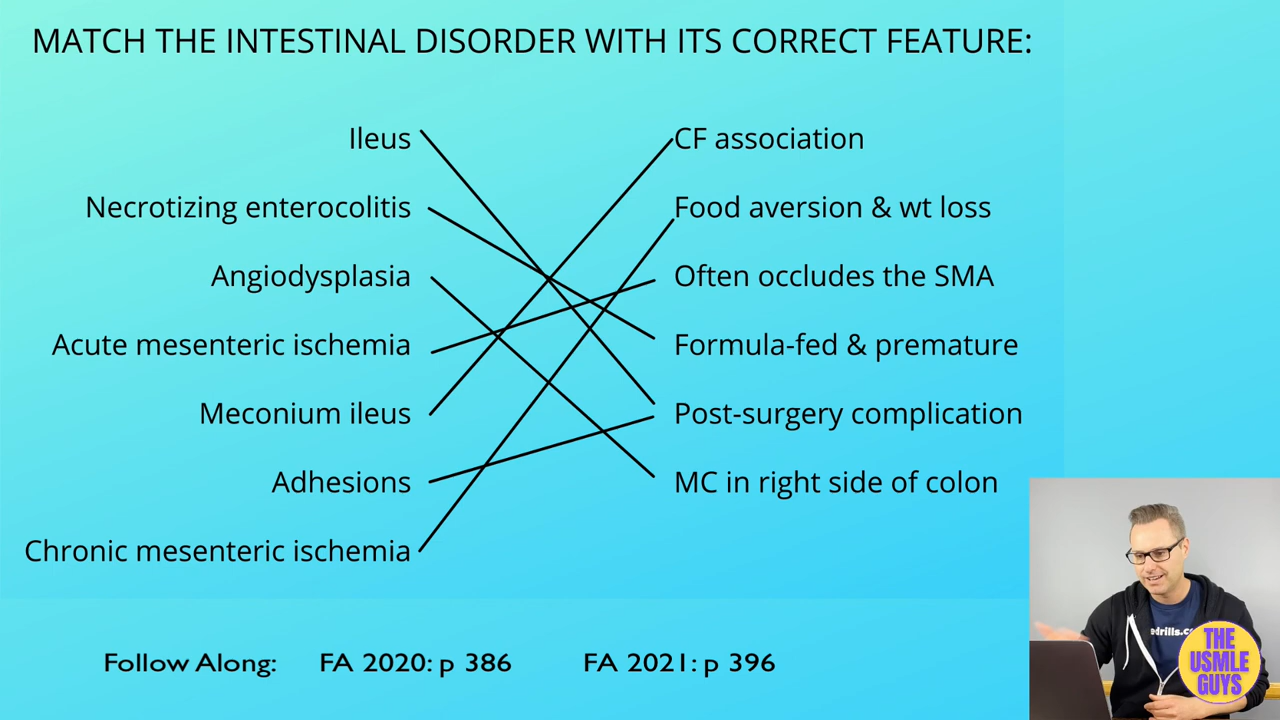 MATCH THE INTESTINAL DISORDER WITH ITS CORRECT FEATURE:
Ileus
CF association
Necrotizing enterocolitis
Food aversion & wt loss
Angiodysplasia
Often occludes the SMA
Acute mesenteric ischemia
Formula-fed & premature
Meconium ileus
Post-surgery complication
Adhesions
MC in right side of colon
Chronic mesenteric ischemia
Follow Along: FA 2020: p 386 FA 2021: p 396
THE
USMLE
GUYS